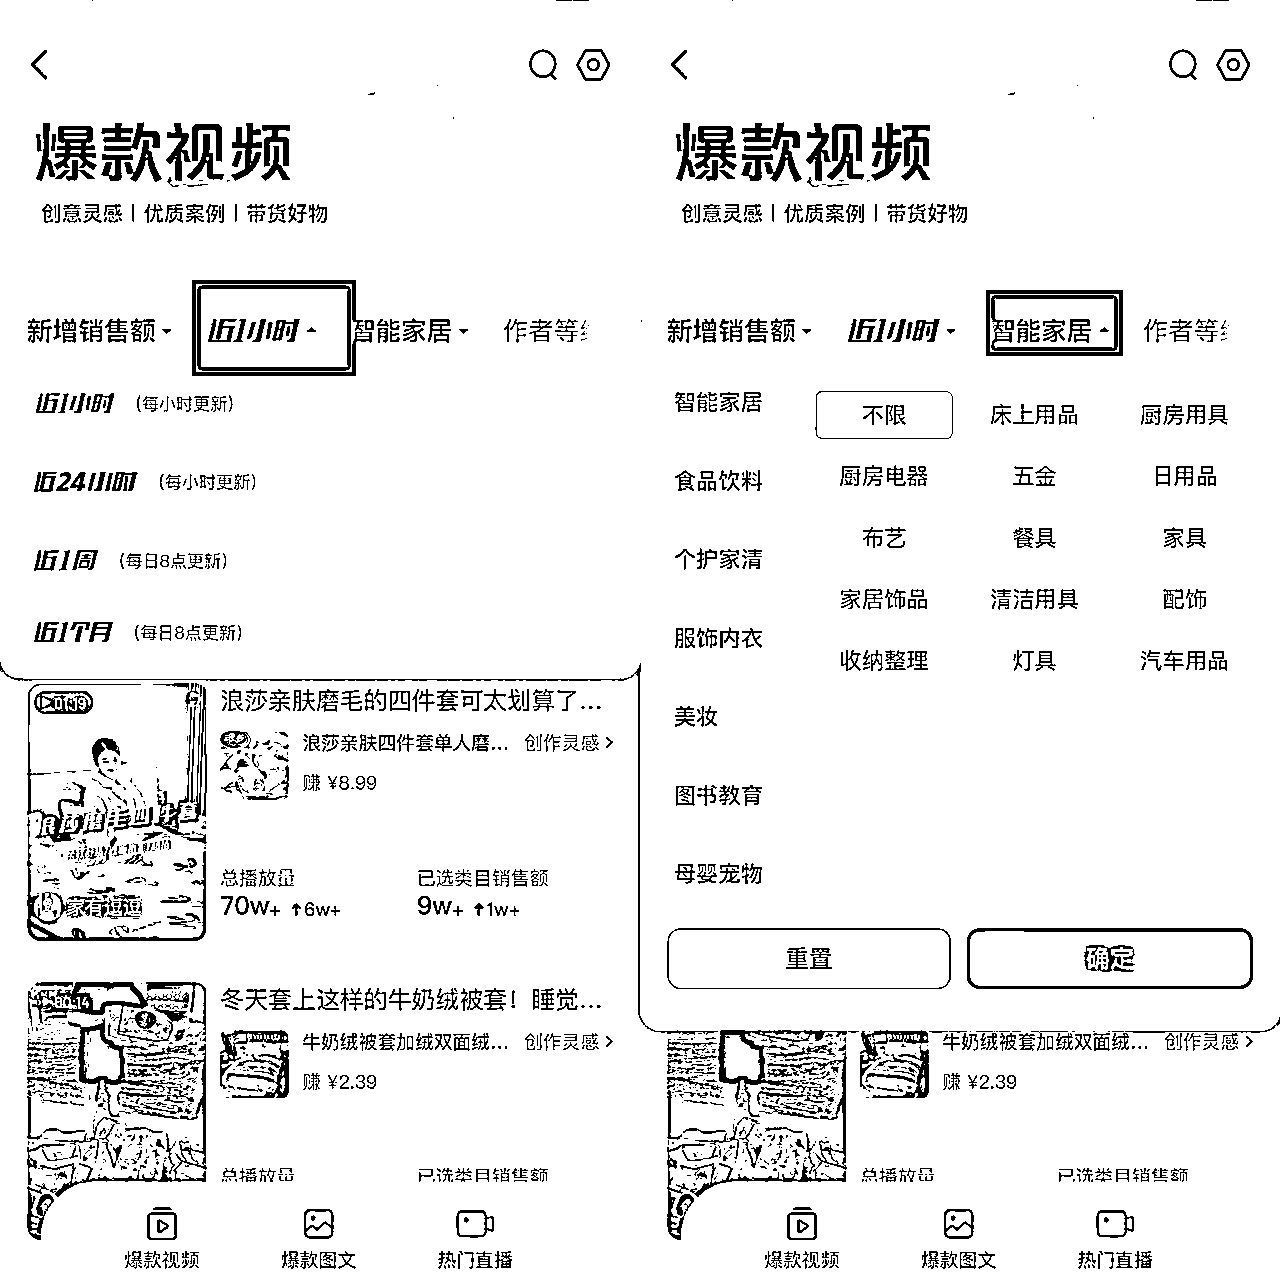 爆款视频
创意灵感 | 优质案例 | 带货好物
新增销售额 近1小时 智能家居 作者等
近1小时 (每小时更新)
近24小时 (每小时更新)
近1周 (每日8点更新)
近1个月 (每日8点更新)
01:19
浪莎亲肤磨毛的四件套可太划算了...
浪莎亲肤四件套单人磨... 创作灵感
赚 ¥8.99
浪莎磨毛四件套
家有逗逗
总播放量 已选类目销售额
70w+ 6w+ 9w+ 1w+
00:14
冬天套上这样的牛奶绒被套！睡觉...
牛奶绒被套加绒双面绒... 创作灵感
赚 ¥2.39
总播放量 已选类目销售额
爆款视频 爆款图文 热门直播
爆款视频
创意灵感 | 优质案例 | 带货好物
新增销售额 近1小时 智能家居 作者等
智能家居
食品饮料
个护家清
服饰内衣
美妆
图书教育
母婴宠物
不限 床上用品 厨房用具
厨房电器 五金 日用品
布艺 餐具 家具
家居饰品 清洁用具 配饰
收纳整理 灯具 汽车用品
重置 确定
牛奶绒被套加绒双面绒... 创作灵感
赚 ¥2.39
总播放量 已选类目销售额
爆款视频 爆款图文 热门直播